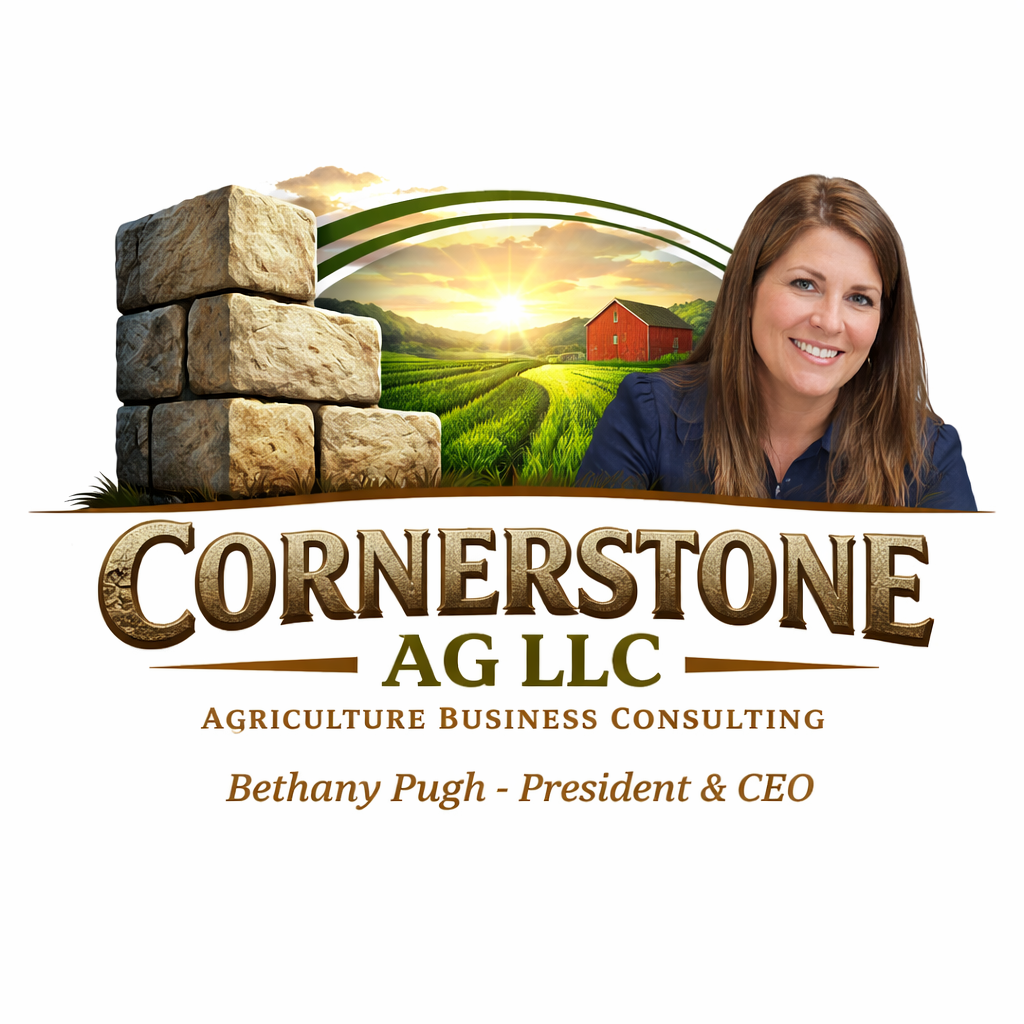 CORNERSTONE
AG LLC
AGRICULTURE BUSINESS CONSULTING
Bethany Pugh - President & CEO